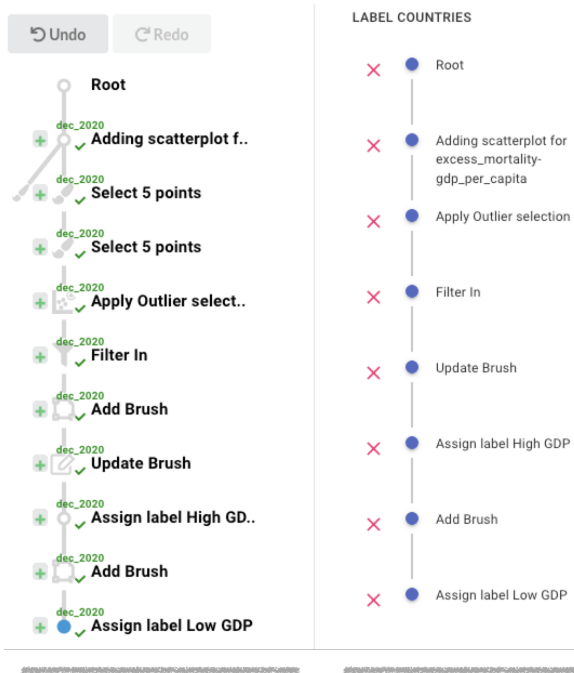 Undo
Redo
Root
dec_2020
Adding scatterplot f..
dec_2020
Select 5 points
dec_2020
Select 5 points
dec_2020
Apply Outlier select..
dec_2020
Filter In
dec_2020
Add Brush
dec_2020
Update Brush
dec_2020
Assign label High GD..
dec_2020
Add Brush
dec_2020
Assign label Low GDP
LABEL COUNTRIES
Root
Adding scatterplot for
excess_mortality-
gdp_per_capita
Apply Outlier selection
Filter In
Update Brush
Assign label High GDP
Add Brush
Assign label Low GDP